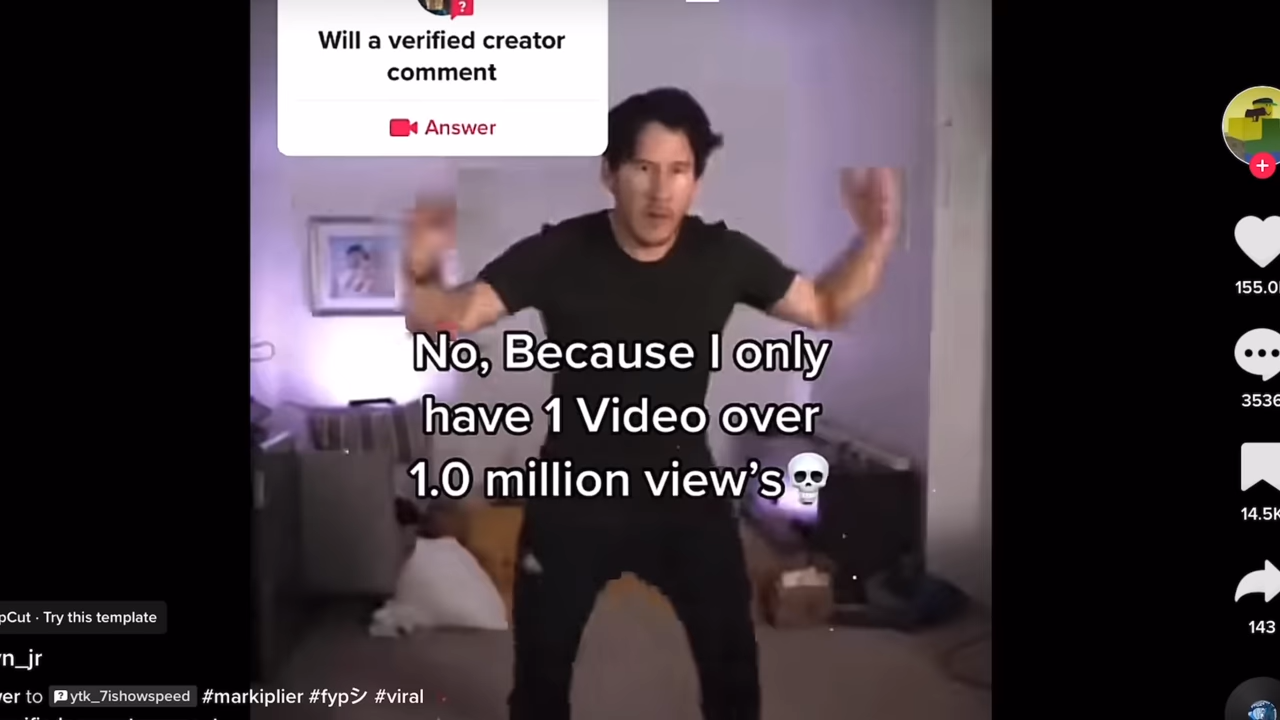 ?
Will a verified creator
comment
Answer
No, Because I only
have 1 Video over
1.0 million view's💀
155.0
3536
14.5K
143
pCut · Try this template
n_jr
er to ytk_7ishowspeed #markiplier #fypシ #viral